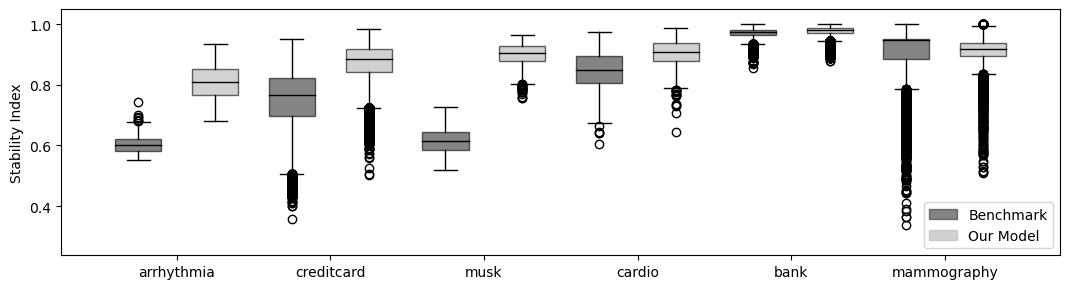 Stability Index
1.0
0.8
0.6
0.4
arrhythmia creditcard musk cardio bank mammography
Benchmark
Our Model